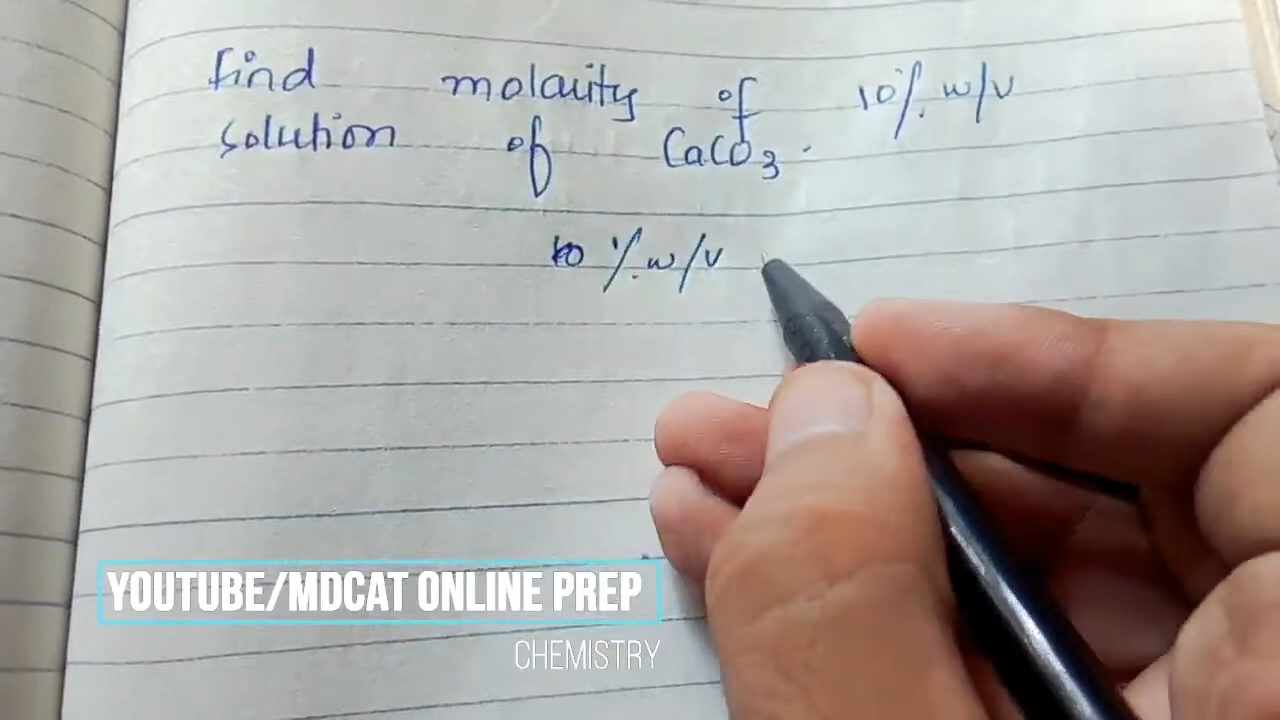 find molarity of 10% w/v
solution of CaCO3.
10 % w/v
YOUTUBE/MDCAT ONLINE PREP
CHEMISTRY